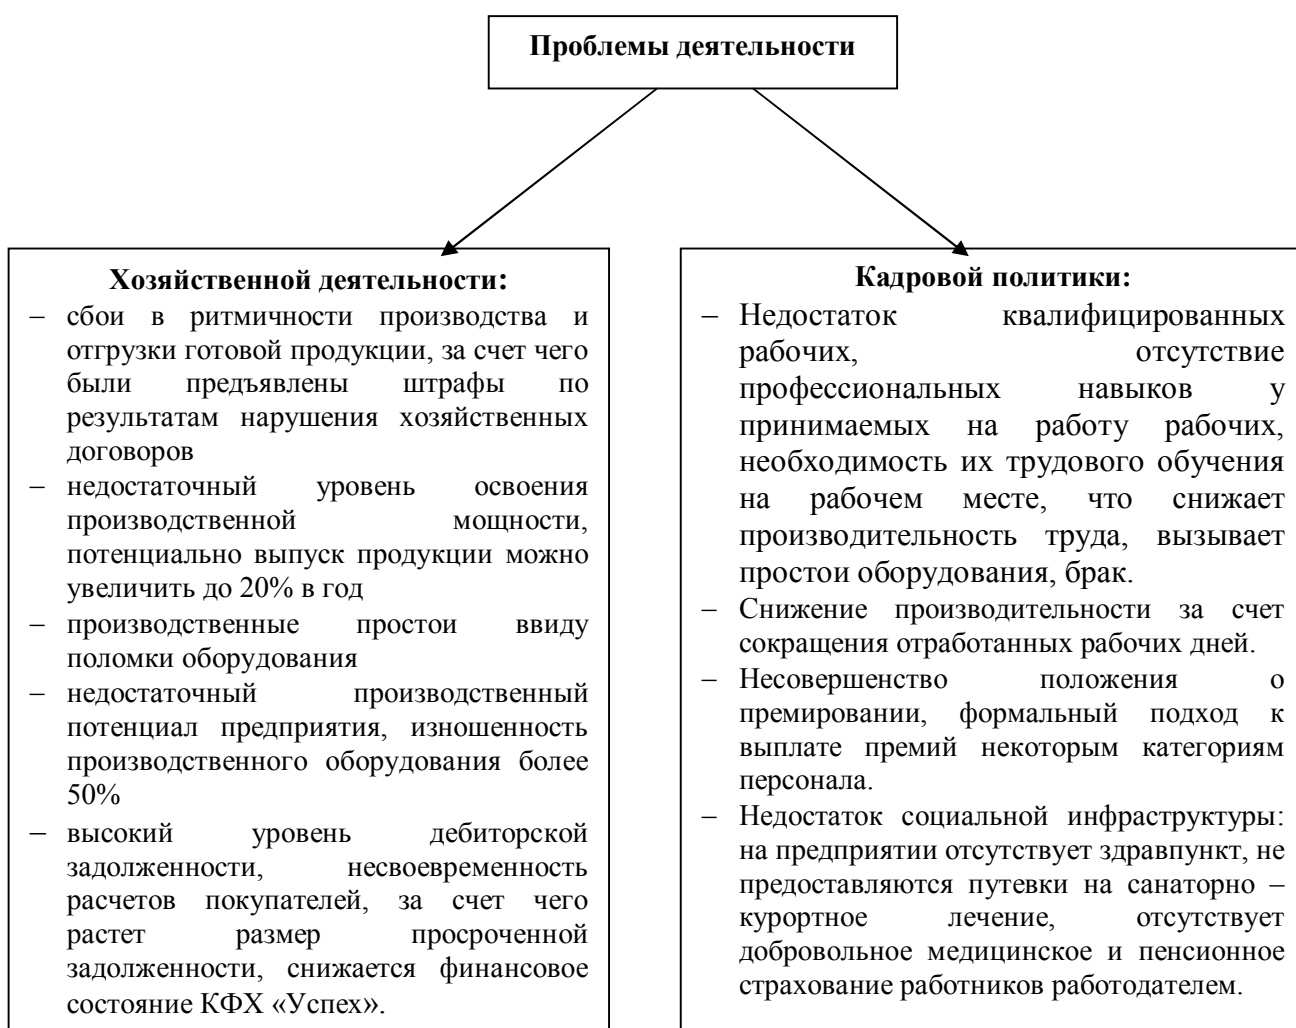 Проблемы деятельности
Хозяйственной деятельности:
– сбои в ритмичности производства и
отгрузки готовой продукции, за счет чего
были предъявлены штрафы по
результатам нарушения хозяйственных
договоров
– недостаточный уровень освоения
производственной мощности,
потенциально выпуск продукции можно
увеличить до 20% в год
– производственные простои ввиду
поломки оборудования
– недостаточный производственный
потенциал предприятия, изношенность
производственного оборудования более
50%
– высокий уровень дебиторской
задолженности, несвоевременность
расчетов покупателей, за счет чего
растет размер просроченной
задолженности, снижается финансовое
состояние КФХ «Успех».
Кадровой политики:
– Недостаток квалифицированных
рабочих, отсутствие
профессиональных навыков у
принимаемых на работу рабочих,
необходимость их трудового обучения
на рабочем месте, что снижает
производительность труда, вызывает
простои оборудования, брак.
– Снижение производительности за счет
сокращения отработанных рабочих дней.
– Несовершенство положения о
премировании, формальный подход к
выплате премий некоторым категориям
персонала.
– Недостаток социальной инфраструктуры:
на предприятии отсутствует здравпункт, не
предоставляются путевки на санаторно –
курортное лечение, отсутствует
добровольное медицинское и пенсионное
страхование работников работодателем.